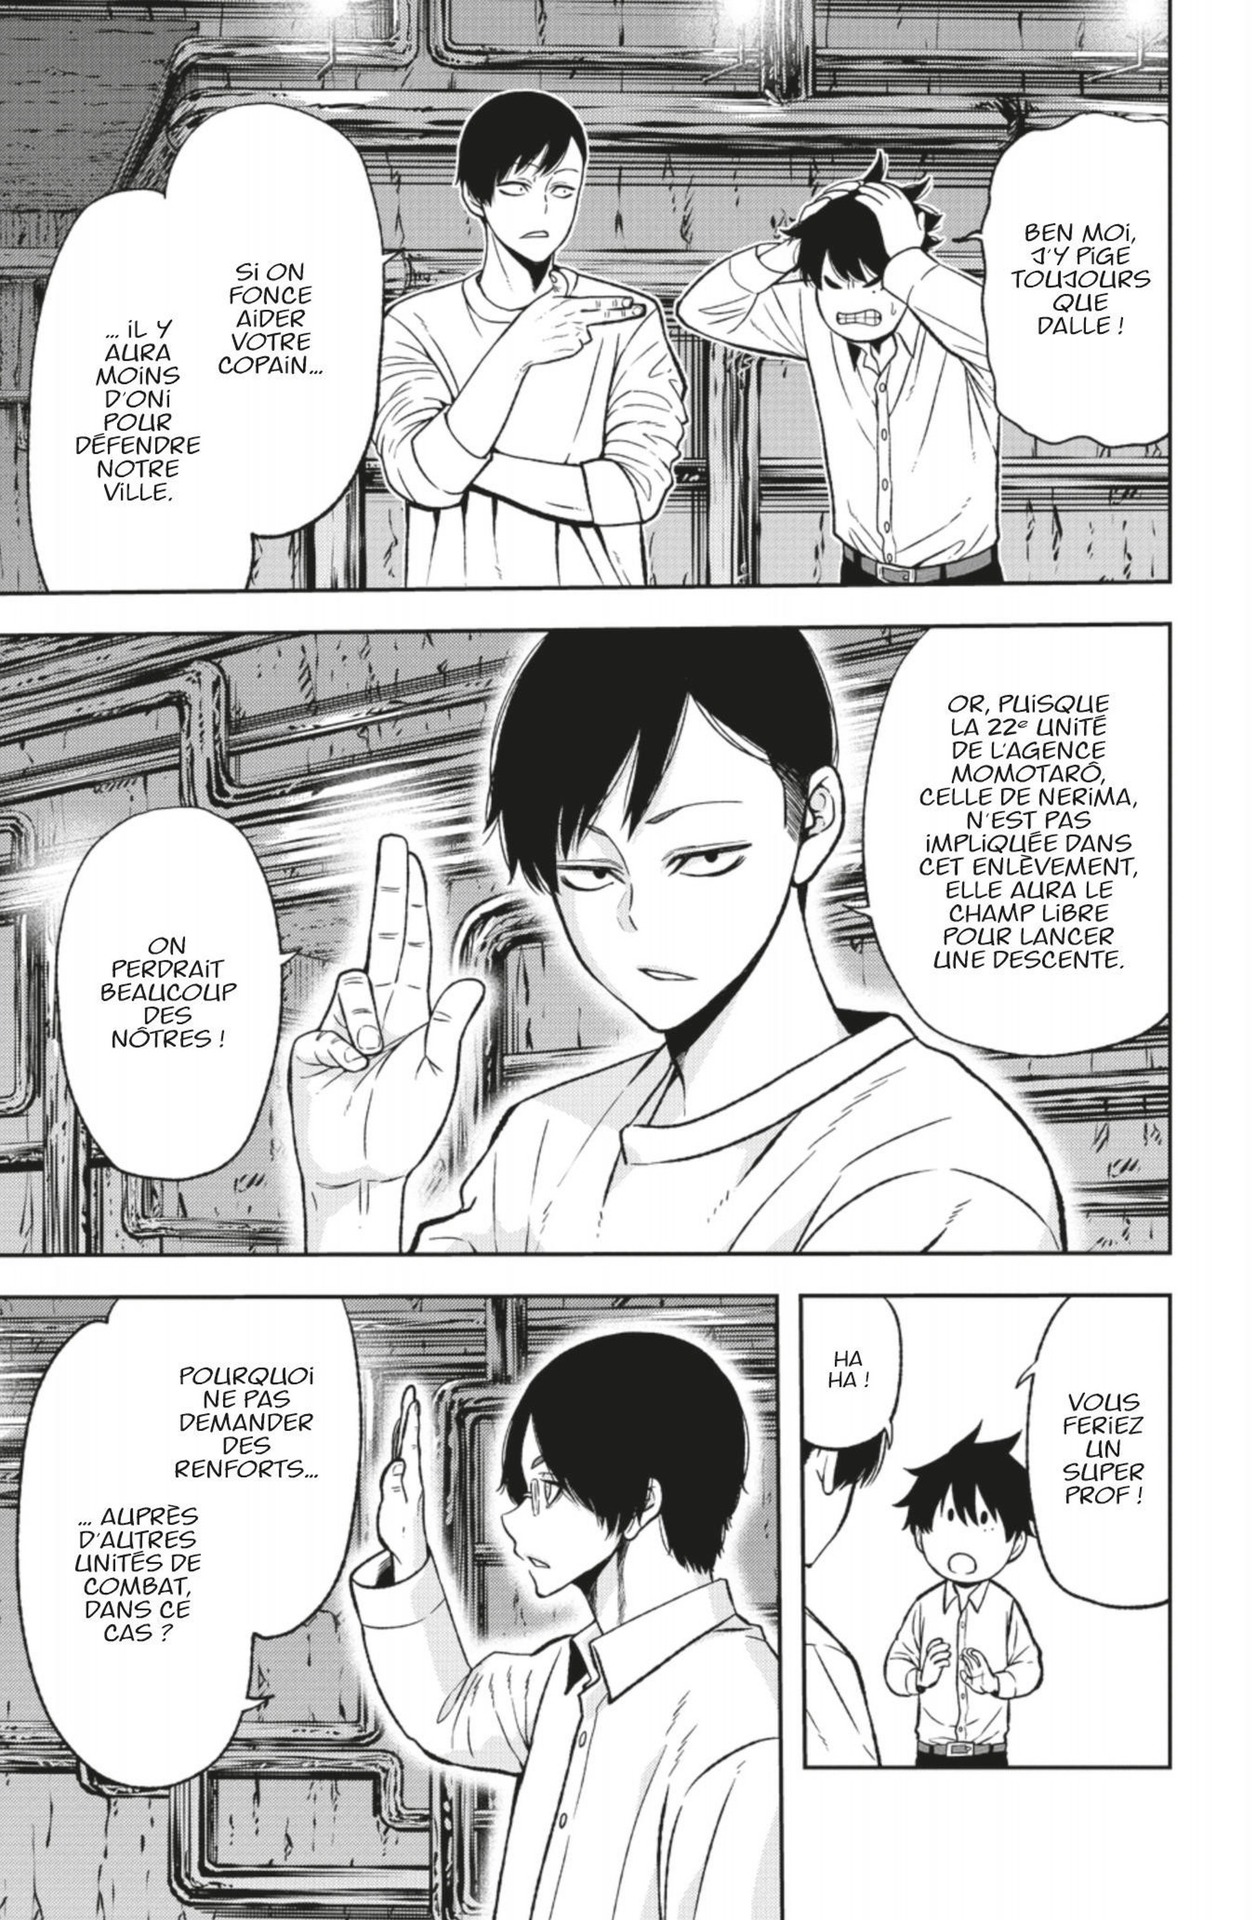 BEN MOI,
J'Y PIGE
TOUJOURS
QUE
DALLE !
SI ON
FONCE
AIDER
VOTRE
COPAIN...
... IL Y
AURA
MOINS
D'ONI
POUR
DÉFENDRE
NOTRE
VILLE.
OR, PUISQUE
LA 22e UNITÉ
DE L'AGENCE
MOMOTARÔ,
CELLE DE NERIMA,
N'EST PAS
IMPLIQUÉE DANS
CET ENLÈVEMENT,
ELLE AURA LE
CHAMP LIBRE
POUR LANCER
UNE DESCENTE.
ON
PERDRAIT
BEAUCOUP
DES
NÔTRES !
VOUS
FERIEZ
UN
SUPER
PROF !
HA
HA !
POURQUOI
NE PAS
DEMANDER
DES
RENFORTS...
... AUPRÈS
D'AUTRES
UNITÉS DE
COMBAT,
DANS CE
CAS ?